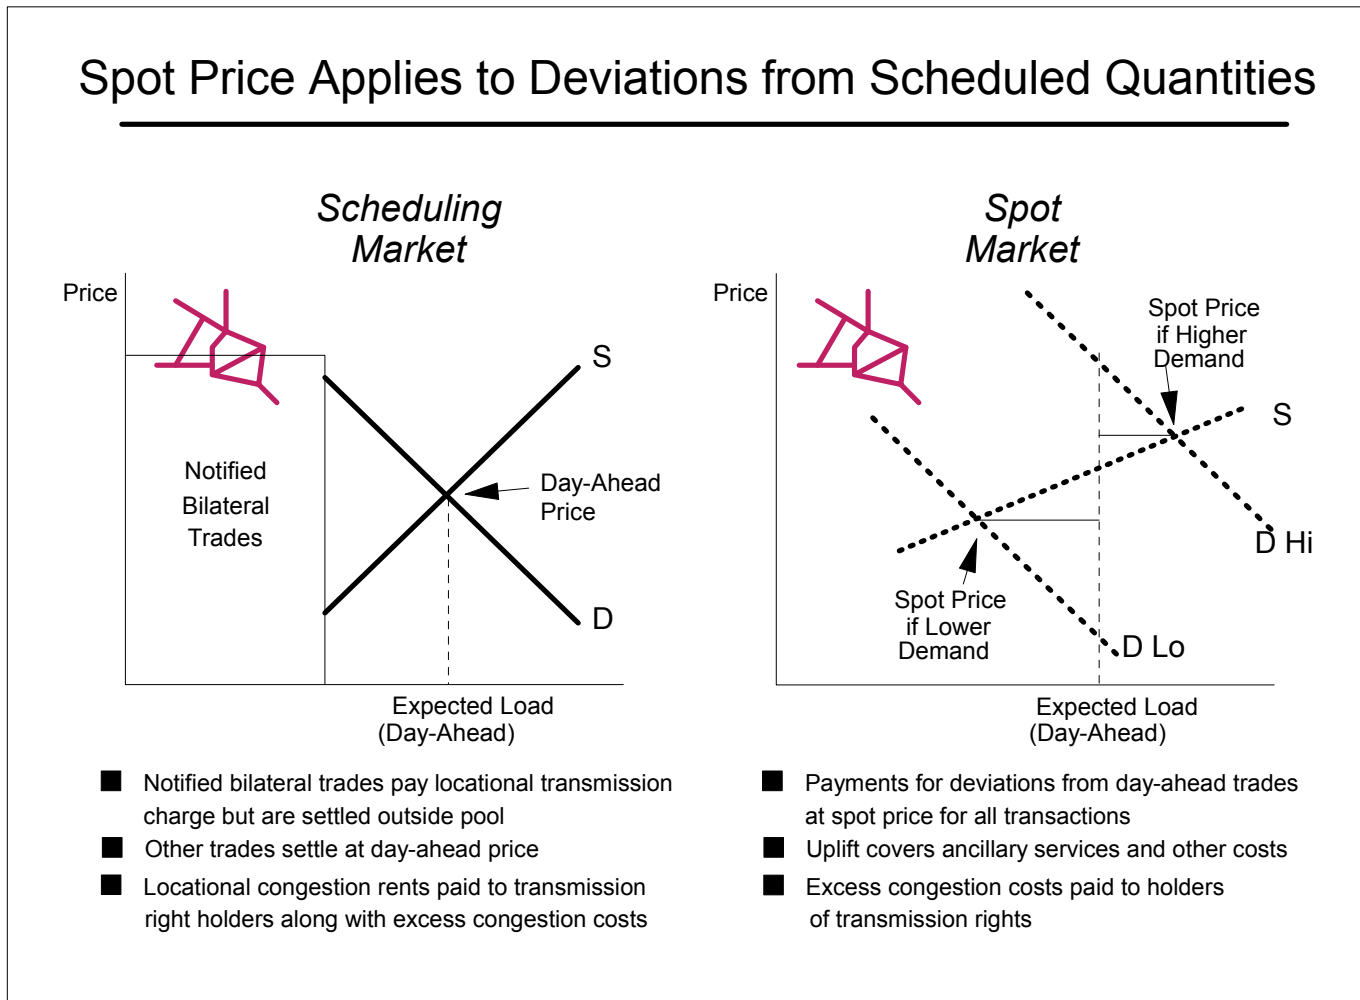 Spot Price Applies to Deviations from Scheduled Quantities
Scheduling
Market
Price
S
Notified
Bilateral
Trades
Day-Ahead
Price
D
Expected Load
(Day-Ahead)
■ Notified bilateral trades pay locational transmission
charge but are settled outside pool
■ Other trades settle at day-ahead price
■ Locational congestion rents paid to transmission
right holders along with excess congestion costs
Spot
Market
Price
Spot Price
if Higher
Demand
S
D Hi
Spot Price
if Lower
Demand
D Lo
Expected Load
(Day-Ahead)
■ Payments for deviations from day-ahead trades
at spot price for all transactions
■ Uplift covers ancillary services and other costs
■ Excess congestion costs paid to holders
of transmission rights